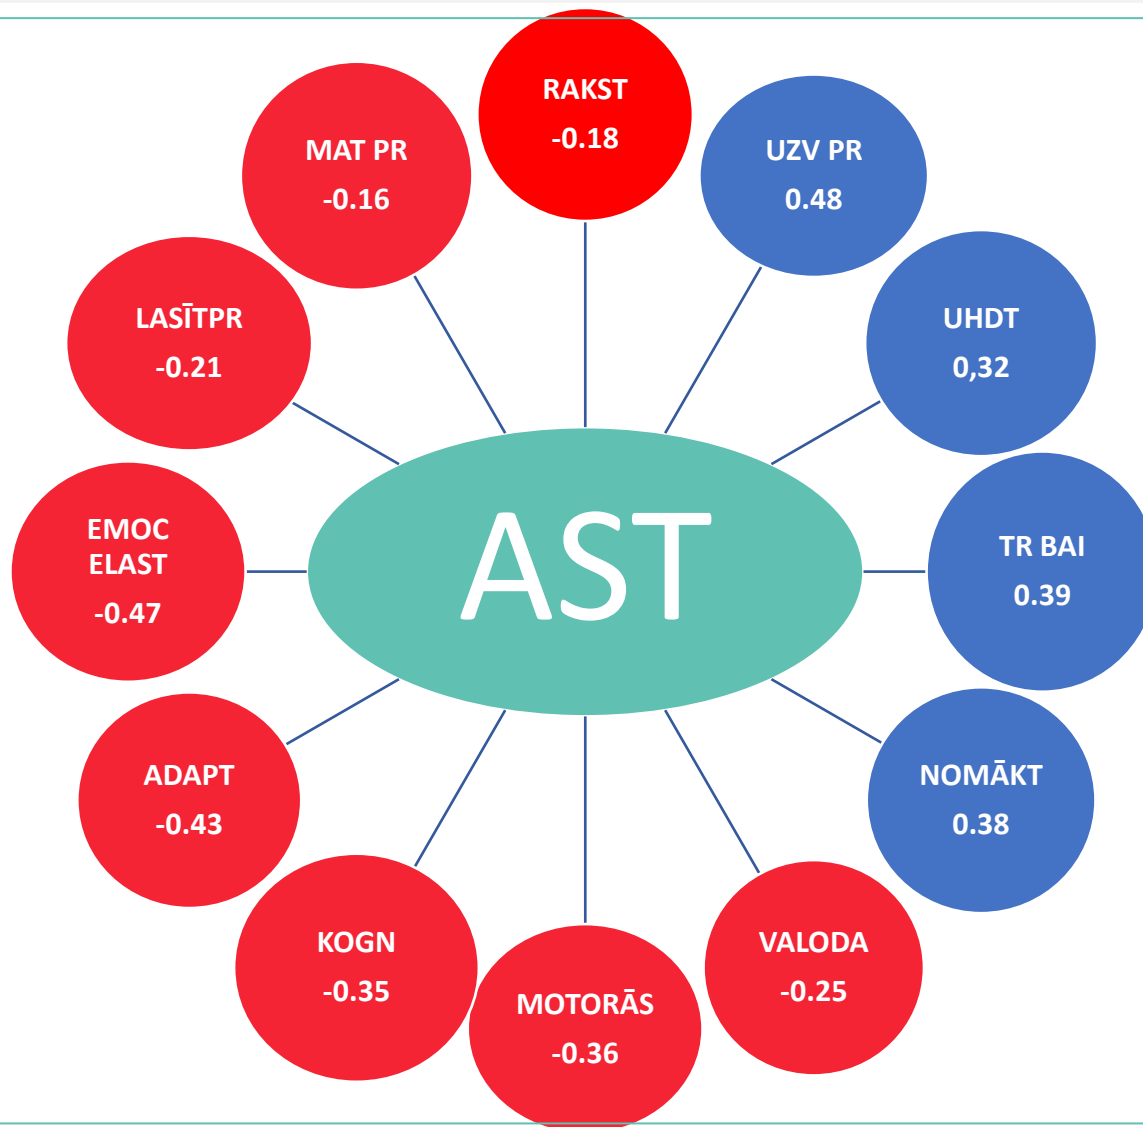 RAKST
-0.18
UZV PR
0.48
UHDT
0,32
TR BAI
0.39
NOMĀKT
0.38
VALODA
-0.25
MOTORĀS
-0.36
KOGN
-0.35
ADAPT
-0.43
EMOC
ELAST
-0.47
LASĪTPR
-0.21
MAT PR
-0.16
AST